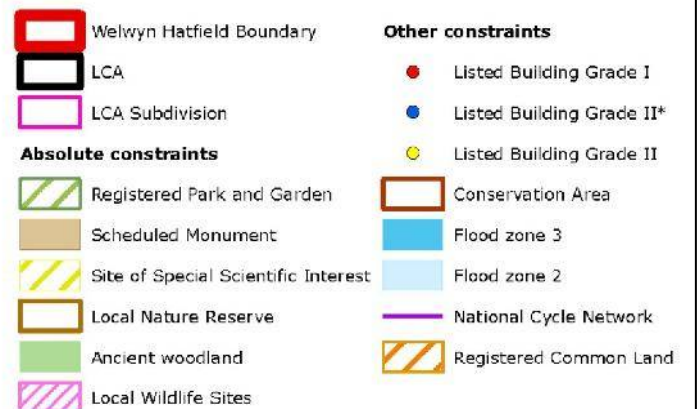 Welwyn Hatfield Boundary
LCA
LCA Subdivision
Absolute constraints
Registered Park and Garden
Scheduled Monument
Site of Special Scientific Interest
Local Nature Reserve
Ancient woodland
Local Wildlife Sites
Other constraints
Listed Building Grade I
Listed Building Grade II*
Listed Building Grade II
Conservation Area
Flood zone 3
Flood zone 2
National Cycle Network
Registered Common Land